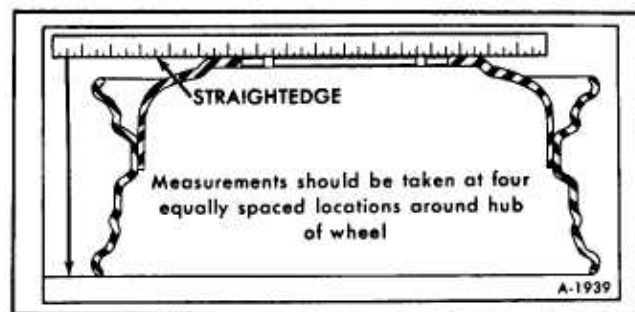 STRAIGHTEDGE
Measurements should be taken at four
equally spaced locations around hub
of wheel
A-1939